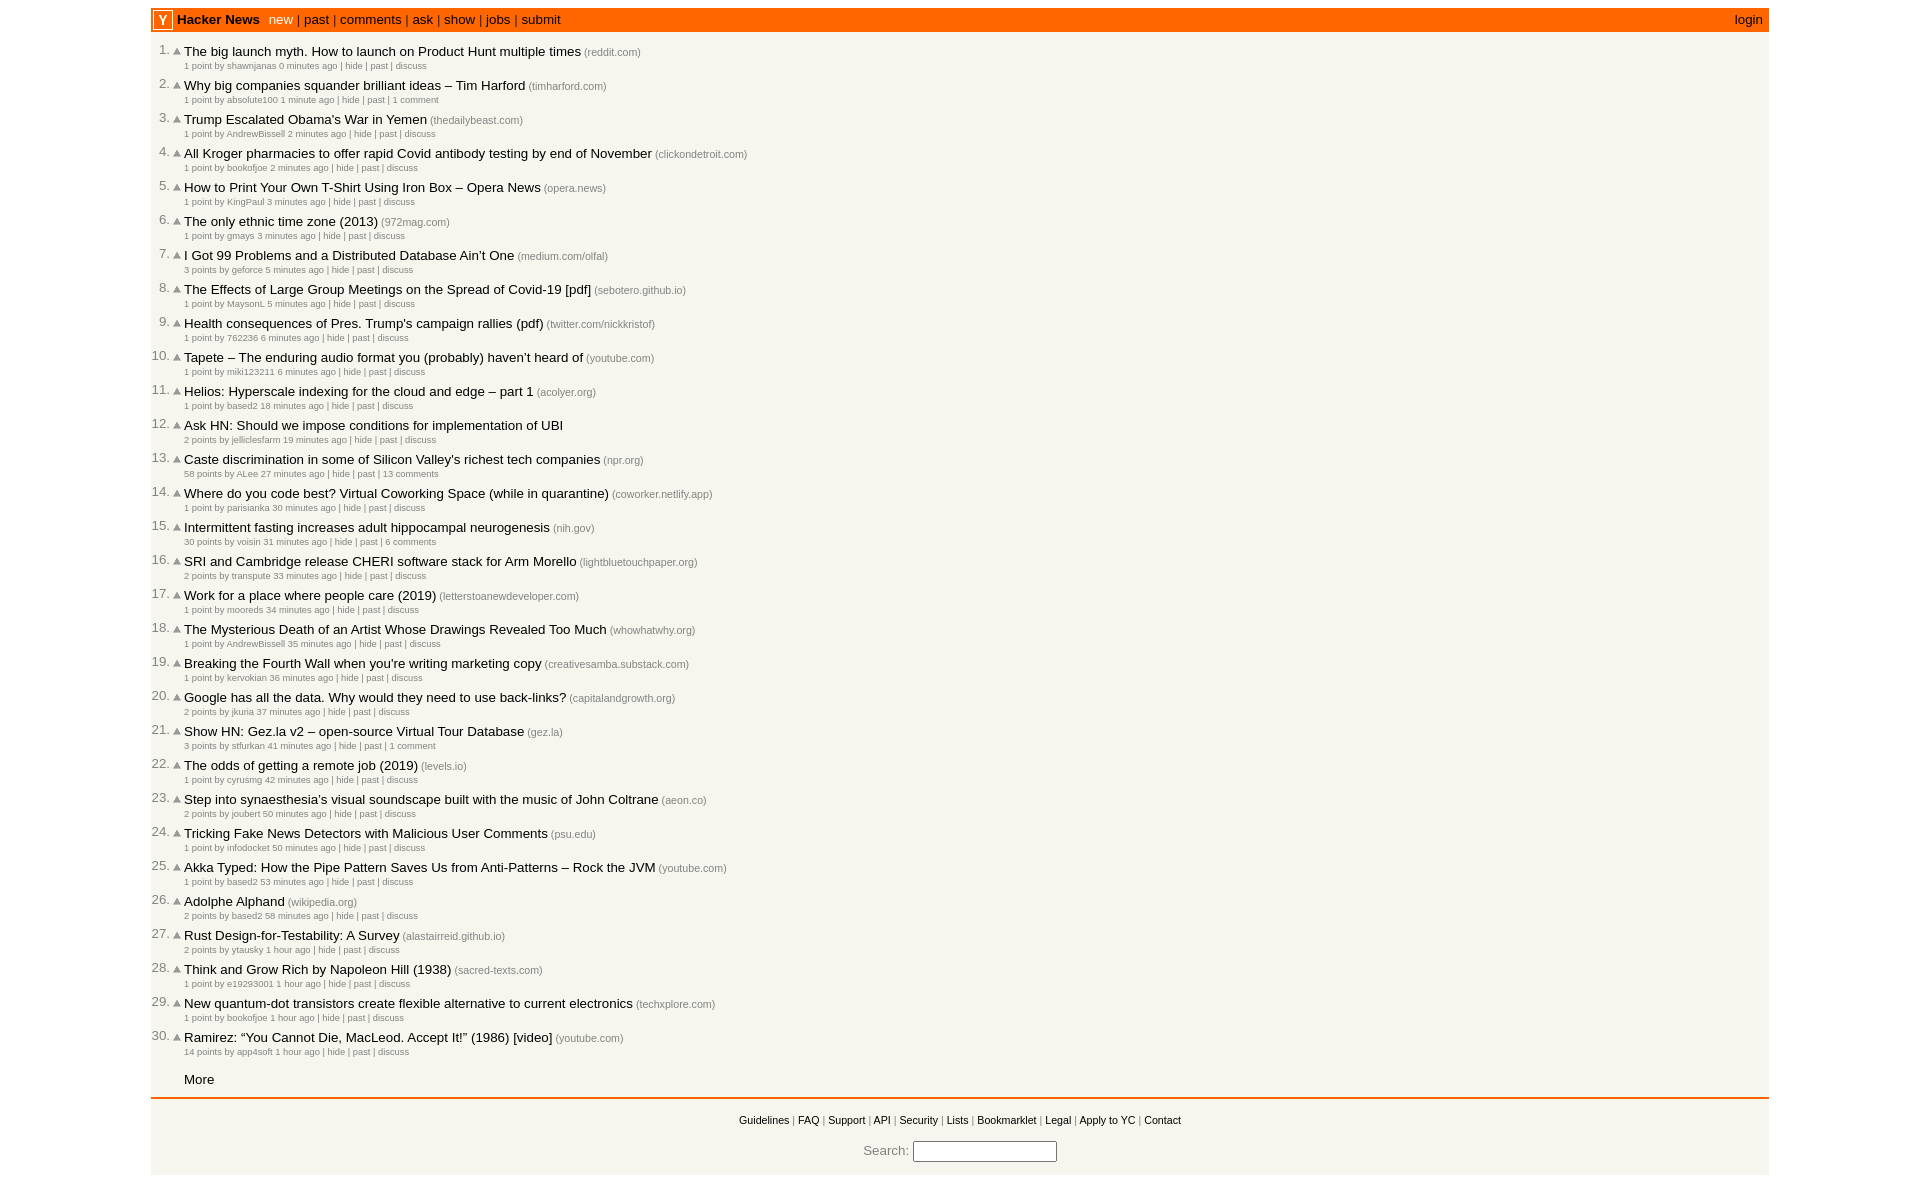 Y Hacker News new | past | comments | ask | show | jobs | submit login
1. The big launch myth. How to launch on Product Hunt multiple times (reddit.com)
1 point by shawnjanas 0 minutes ago | hide | past | discuss
2. Why big companies squander brilliant ideas – Tim Harford (timharford.com)
1 point by absolute100 1 minute ago | hide | past | 1 comment
3. Trump Escalated Obama's War in Yemen (thedailybeast.com)
1 point by AndrewBissell 2 minutes ago | hide | past | discuss
4. All Kroger pharmacies to offer rapid Covid antibody testing by end of November (clickondetroit.com)
1 point by bookofjoe 2 minutes ago | hide | past | discuss
5. How to Print Your Own T-Shirt Using Iron Box – Opera News (opera.news)
1 point by KingPaul 3 minutes ago | hide | past | discuss
6. The only ethnic time zone (2013) (972mag.com)
1 point by gmays 3 minutes ago | hide | past | discuss
7. I Got 99 Problems and a Distributed Database Ain’t One (medium.com/olfal)
3 points by geforce 5 minutes ago | hide | past | discuss
8. The Effects of Large Group Meetings on the Spread of Covid-19 [pdf] (sebotero.github.io)
1 point by MaysonL 5 minutes ago | hide | past | discuss
9. Health consequences of Pres. Trump's campaign rallies (pdf) (twitter.com/nickkristof)
1 point by 762236 6 minutes ago | hide | past | discuss
10. Tapete – The enduring audio format you (probably) haven’t heard of (youtube.com)
1 point by miki123211 6 minutes ago | hide | past | discuss
11. Helios: Hyperscale indexing for the cloud and edge – part 1 (acolyer.org)
1 point by based2 18 minutes ago | hide | past | discuss
12. Ask HN: Should we impose conditions for implementation of UBI
2 points by jelliclesfarm 19 minutes ago | hide | past | discuss
13. Caste discrimination in some of Silicon Valley's richest tech companies (npr.org)
58 points by ALee 27 minutes ago | hide | past | 13 comments
14. Where do you code best? Virtual Coworking Space (while in quarantine) (coworker.netlify.app)
1 point by parisianka 30 minutes ago | hide | past | discuss
15. Intermittent fasting increases adult hippocampal neurogenesis (nih.gov)
30 points by voisin 31 minutes ago | hide | past | 6 comments
16. SRI and Cambridge release CHERI software stack for Arm Morello (lightbluetouchpaper.org)
2 points by transpute 33 minutes ago | hide | past | discuss
17. Work for a place where people care (2019) (letterstoanewdeveloper.com)
1 point by mooreds 34 minutes ago | hide | past | discuss
18. The Mysterious Death of an Artist Whose Drawings Revealed Too Much (whowhatwhy.org)
1 point by AndrewBissell 35 minutes ago | hide | past | discuss
19. Breaking the Fourth Wall when you're writing marketing copy (creativesamba.substack.com)
1 point by kervokian 36 minutes ago | hide | past | discuss
20. Google has all the data. Why would they need to use back-links? (capitalandgrowth.org)
2 points by jkuria 37 minutes ago | hide | past | discuss
21. Show HN: Gez.la v2 – open-source Virtual Tour Database (gez.la)
3 points by stfurkan 41 minutes ago | hide | past | 1 comment
22. The odds of getting a remote job (2019) (levels.io)
1 point by cyrusmg 42 minutes ago | hide | past | discuss
23. Step into synaesthesia’s visual soundscape built with the music of John Coltrane (aeon.co)
2 points by joubert 50 minutes ago | hide | past | discuss
24. Tricking Fake News Detectors with Malicious User Comments (psu.edu)
1 point by infodocket 50 minutes ago | hide | past | discuss
25. Akka Typed: How the Pipe Pattern Saves Us from Anti-Patterns – Rock the JVM (youtube.com)
1 point by based2 53 minutes ago | hide | past | discuss
26. Adolphe Alphand (wikipedia.org)
2 points by based2 58 minutes ago | hide | past | discuss
27. Rust Design-for-Testability: A Survey (alastairreid.github.io)
2 points by ytausky 1 hour ago | hide | past | discuss
28. Think and Grow Rich by Napoleon Hill (1938) (sacred-texts.com)
1 point by e19293001 1 hour ago | hide | past | discuss
29. New quantum-dot transistors create flexible alternative to current electronics (techxplore.com)
1 point by bookofjoe 1 hour ago | hide | past | discuss
30. Ramirez: “You Cannot Die, MacLeod. Accept It!” (1986) [video] (youtube.com)
14 points by app4soft 1 hour ago | hide | past | discuss
More
Guidelines | FAQ | Support | API | Security | Lists | Bookmarklet | Legal | Apply to YC | Contact
Search: